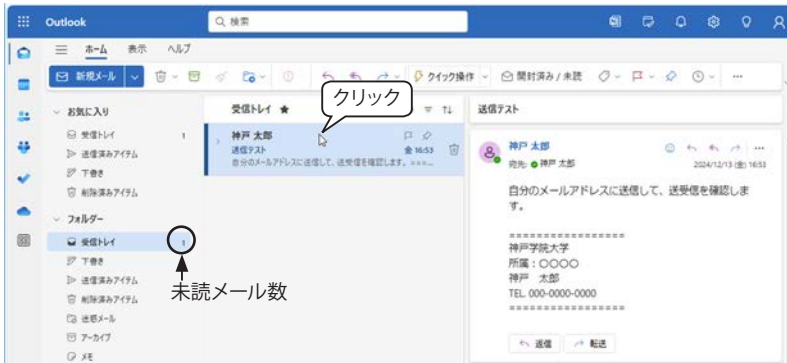 Outlook
検索
ホーム 表示 ヘルプ
新規メール
クイック操作
開封済み / 未読
お気に入り
受信トレイ 1
送信済みアイテム
下書き
削除済みアイテム
フォルダー
受信トレイ 1
下書き
送信済みアイテム
削除済みアイテム
迷惑メール
アーカイブ
メモ
未読メール数
受信トレイ ★
クリック
神戸 太郎
送信テスト 金 16:53
自分のメールアドレスに送信して、送受信を確認します。 ===...
送信テスト
神戸 太郎
宛先: 神戸 太郎
2024/12/13 (金) 16:53
自分のメールアドレスに送信して、送受信を確認しま
す。
==================
神戸学院大学
所属：〇〇〇〇
神戸 太郎
TEL. 000-0000-0000
==================
返信 転送